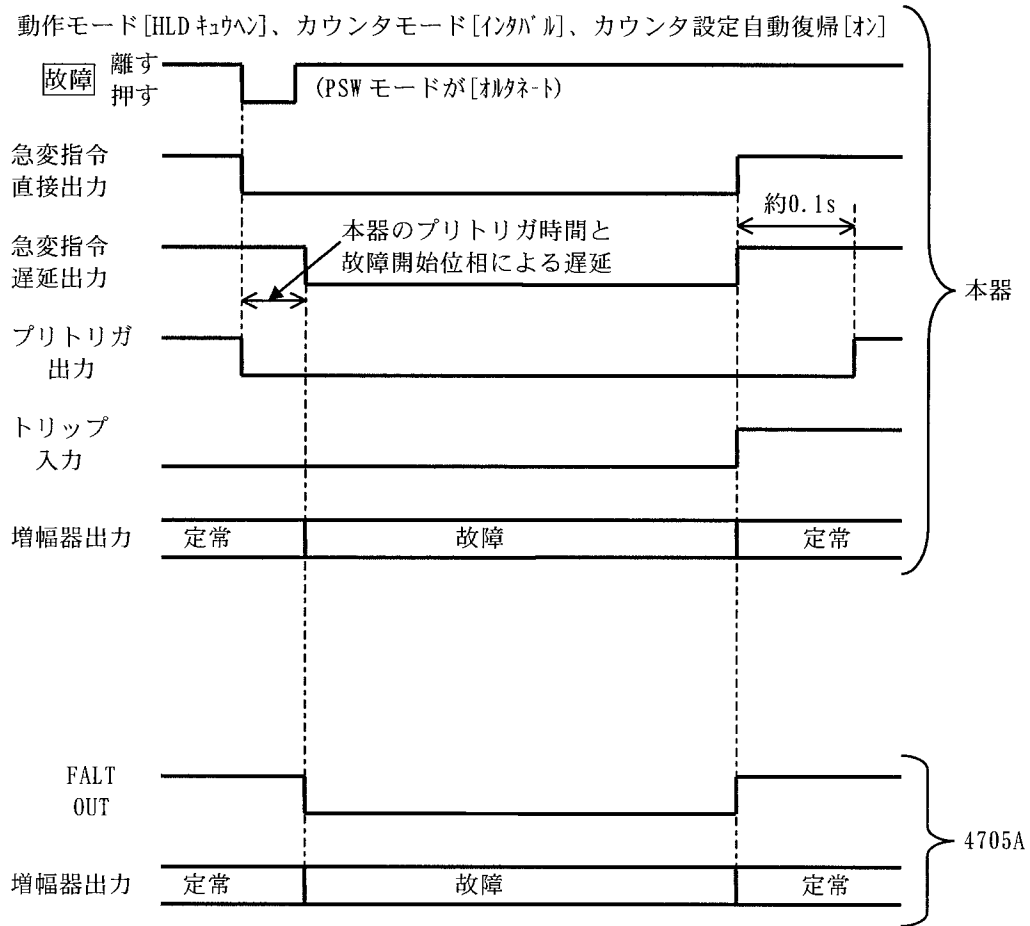 動作モード[HLD ｷｭｳﾍﾝ]、カウンタモード[ｲﾝﾀﾊﾞﾙ]、カウンタ設定自動復帰[ｵﾝ]
故障
離す
押す
(PSW モードが[ｵﾙﾀﾈｰﾄ)
急変指令
直接出力
約0.1s
急変指令
遅延出力
本器のプリトリガ時間と
故障開始位相による遅延
本器
プリトリガ
出力
トリップ
入力
増幅器出力
定常
故障
定常
FALT
OUT
4705A
増幅器出力
定常
故障
定常